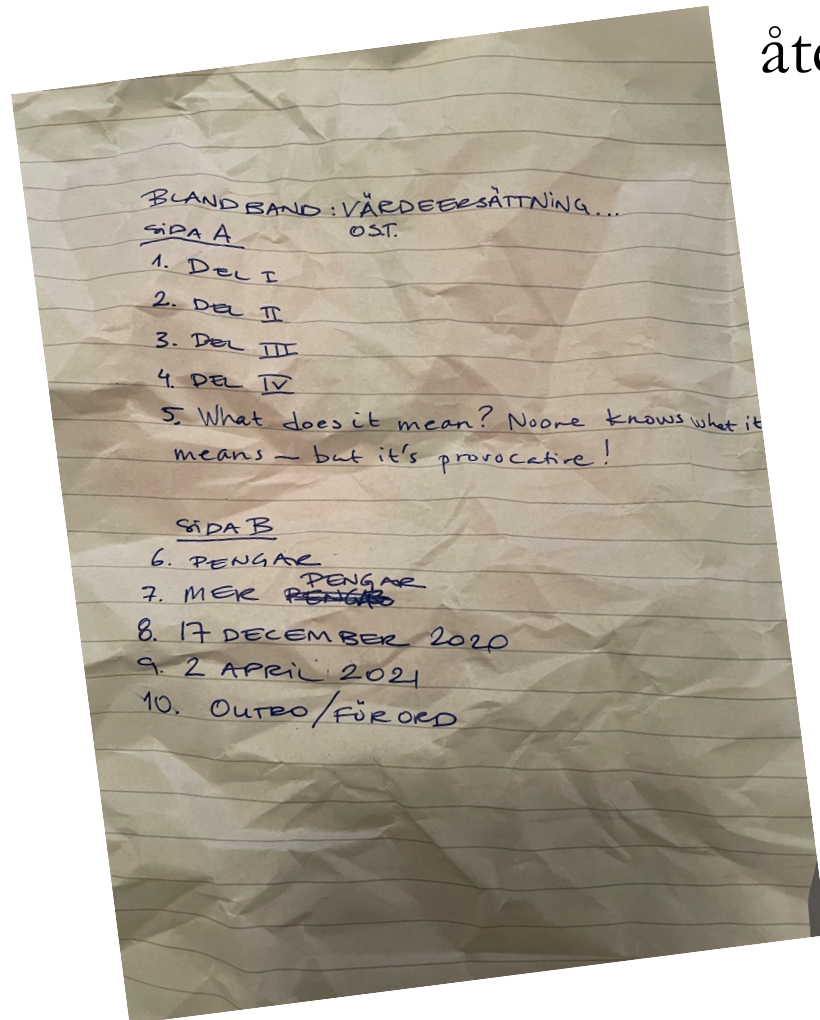 åte
BLANDBAND: VÄRDEERSÄTTNING...
SIDA A OST.
1. DEL I
2. DEL II
3. DEL III
4. DEL IV
5. What does it mean? Noone knows what it
means – but it's provocative!
SIDA B
6. PENGAR
7. MER PENGAR
8. 17 DECEMBER 2020
9. 2 APRIL 2021
10. OUTRO/FÖRORD